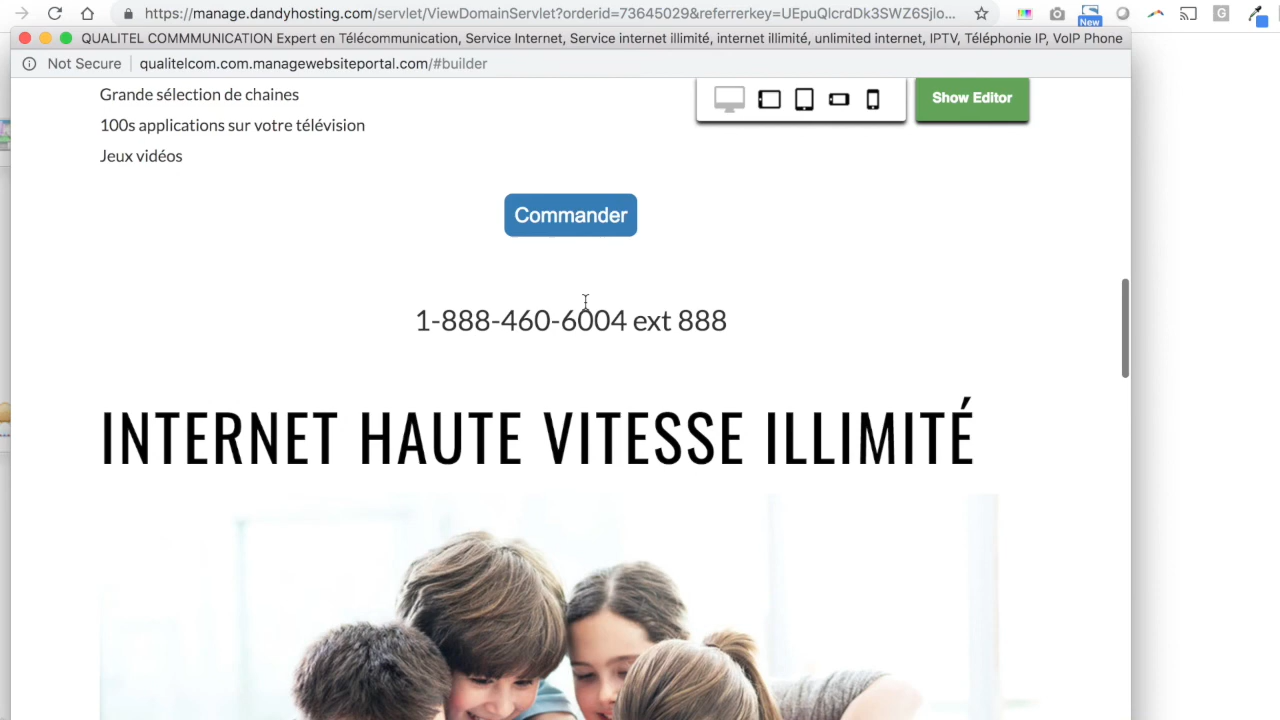 https://manage.dandyhosting.com/servlet/ViewDomainServlet?orderid=73645029&referrerkey=UEpuQlcrdDk3SWZ6Sjlo...
New
G
QUALITEL COMMMUNICATION Expert en Télécommunication, Service Internet, Service internet illimité, internet illimité, unlimited internet, IPTV, Téléphonie IP, VoIP Phone
Not Secure
qualitelcom.com.managewebsiteportal.com/#builder
Grande sélection de chaines
Show Editor
100s applications sur votre télévision
Jeux vidéos
Commander
1-888-460-6004 ext 888
INTERNET HAUTE VITESSE ILLIMITÉ